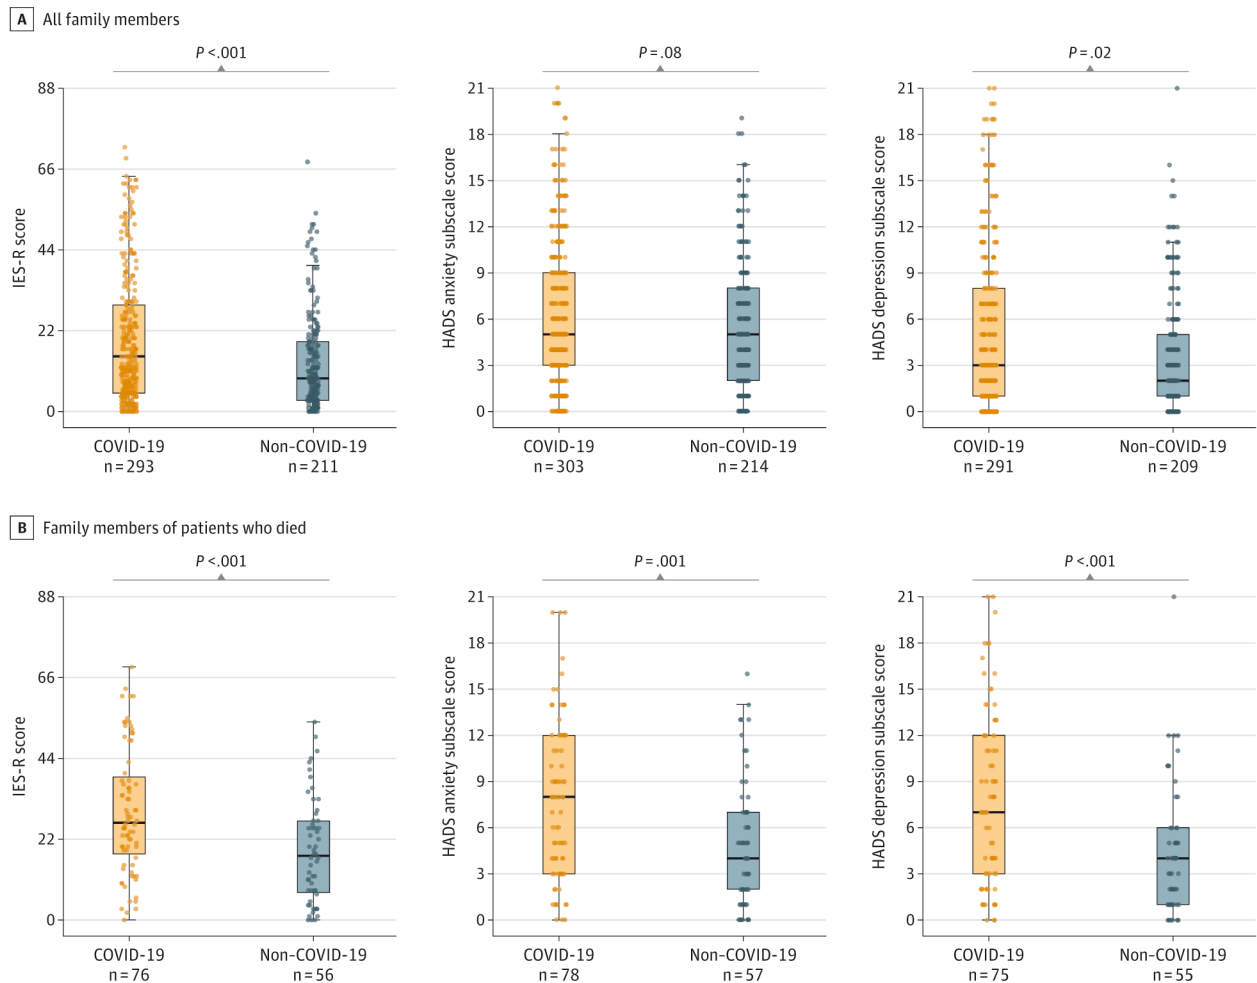 A All family members
P<.001
P=.08
P=.02
IES-R score
88
66
44
22
0
COVID-19
n=293
Non-COVID-19
n=211
HADS anxiety subscale score
21
18
15
12
9
6
3
0
COVID-19
n=303
Non-COVID-19
n=214
HADS depression subscale score
21
18
15
12
9
6
3
0
COVID-19
n=291
Non-COVID-19
n=209
B Family members of patients who died
P<.001
P=.001
P<.001
IES-R score
88
66
44
22
0
COVID-19
n=76
Non-COVID-19
n=56
HADS anxiety subscale score
21
18
15
12
9
6
3
0
COVID-19
n=78
Non-COVID-19
n=57
HADS depression subscale score
21
18
15
12
9
6
3
0
COVID-19
n=75
Non-COVID-19
n=55